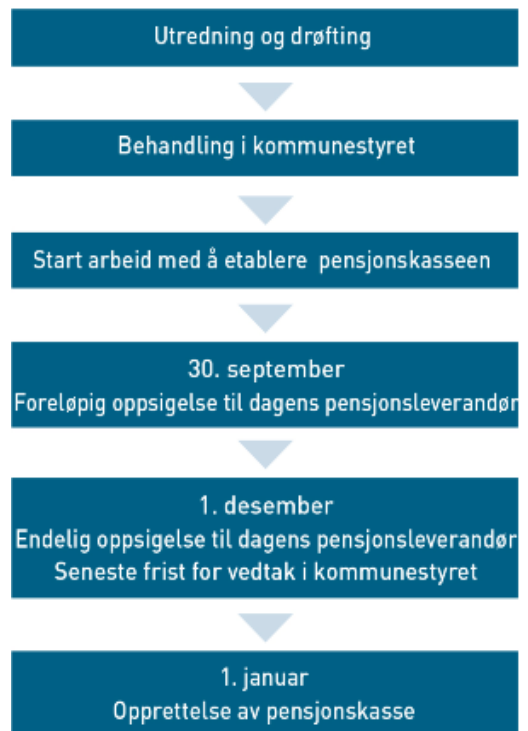 Utredning og drøfting
Behandling i kommunestyret
Start arbeid med å etablere pensjonskasseen
30. september
Foreløpig oppsigelse til dagens pensjonsleverandør
1. desember
Endelig oppsigelse til dagens pensjonsleverandør
Seneste frist for vedtak i kommunestyret
1. januar
Opprettelse av pensjonskasse